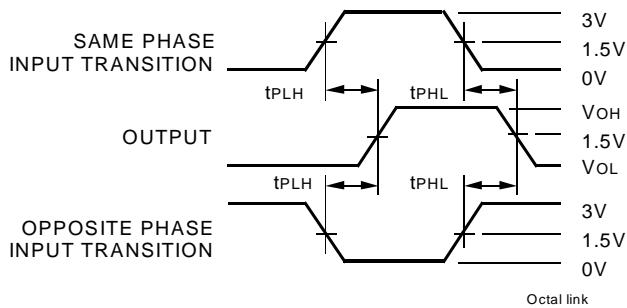 SAME PHASE
INPUT TRANSITION
3V
1.5V
0V
tPLH
tPHL
OUTPUT
VOH
1.5V
VOL
tPLH
tPHL
OPPOSITE PHASE
INPUT TRANSITION
3V
1.5V
0V
Octal link